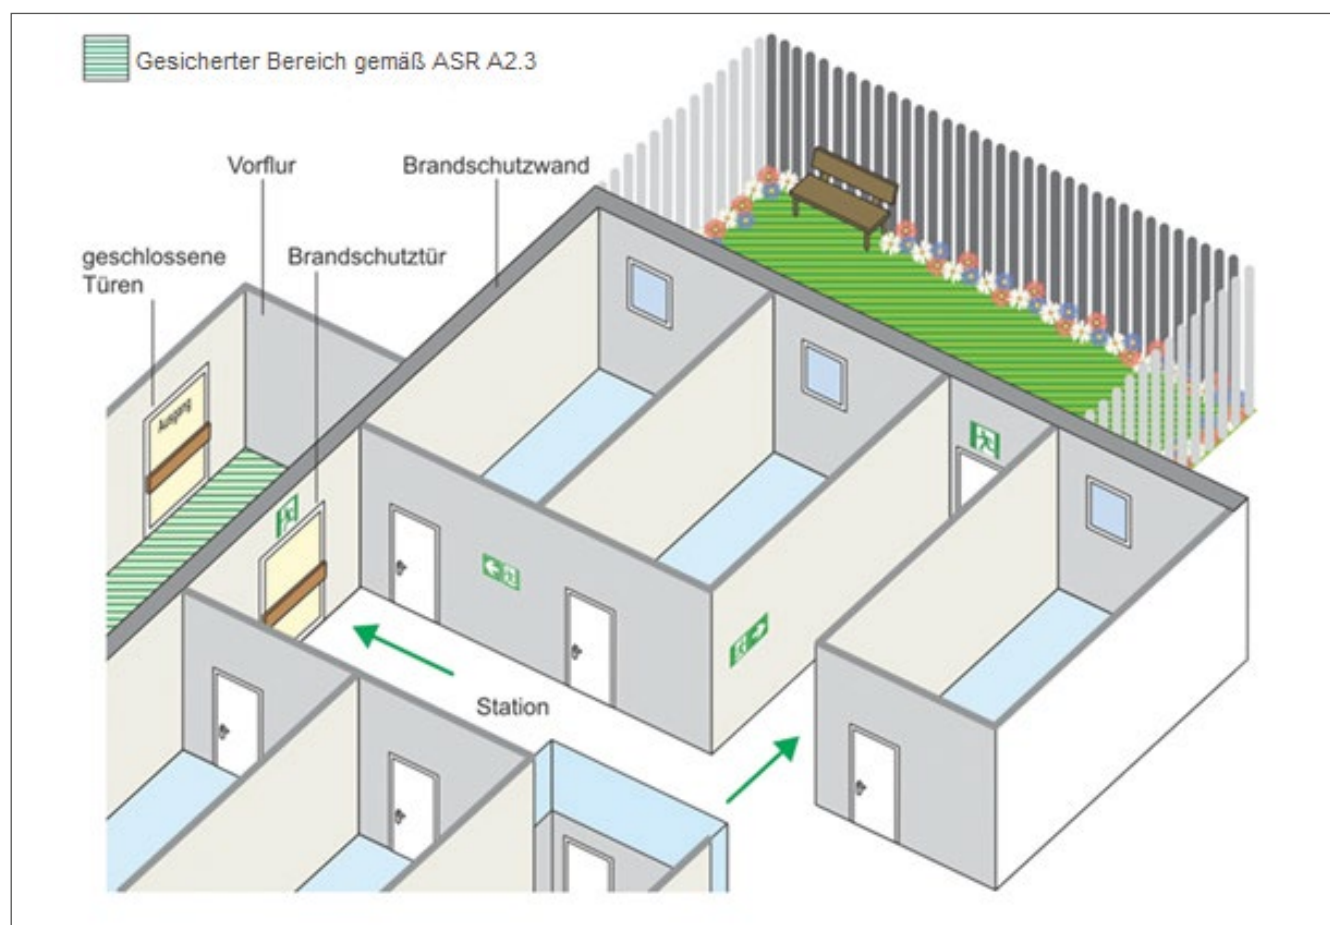 Gesicherter Bereich gemäß ASR A2.3
Vorflur
Brandschutzwand
geschlossene
Türen
Brandschutztür
Ausgang
Station